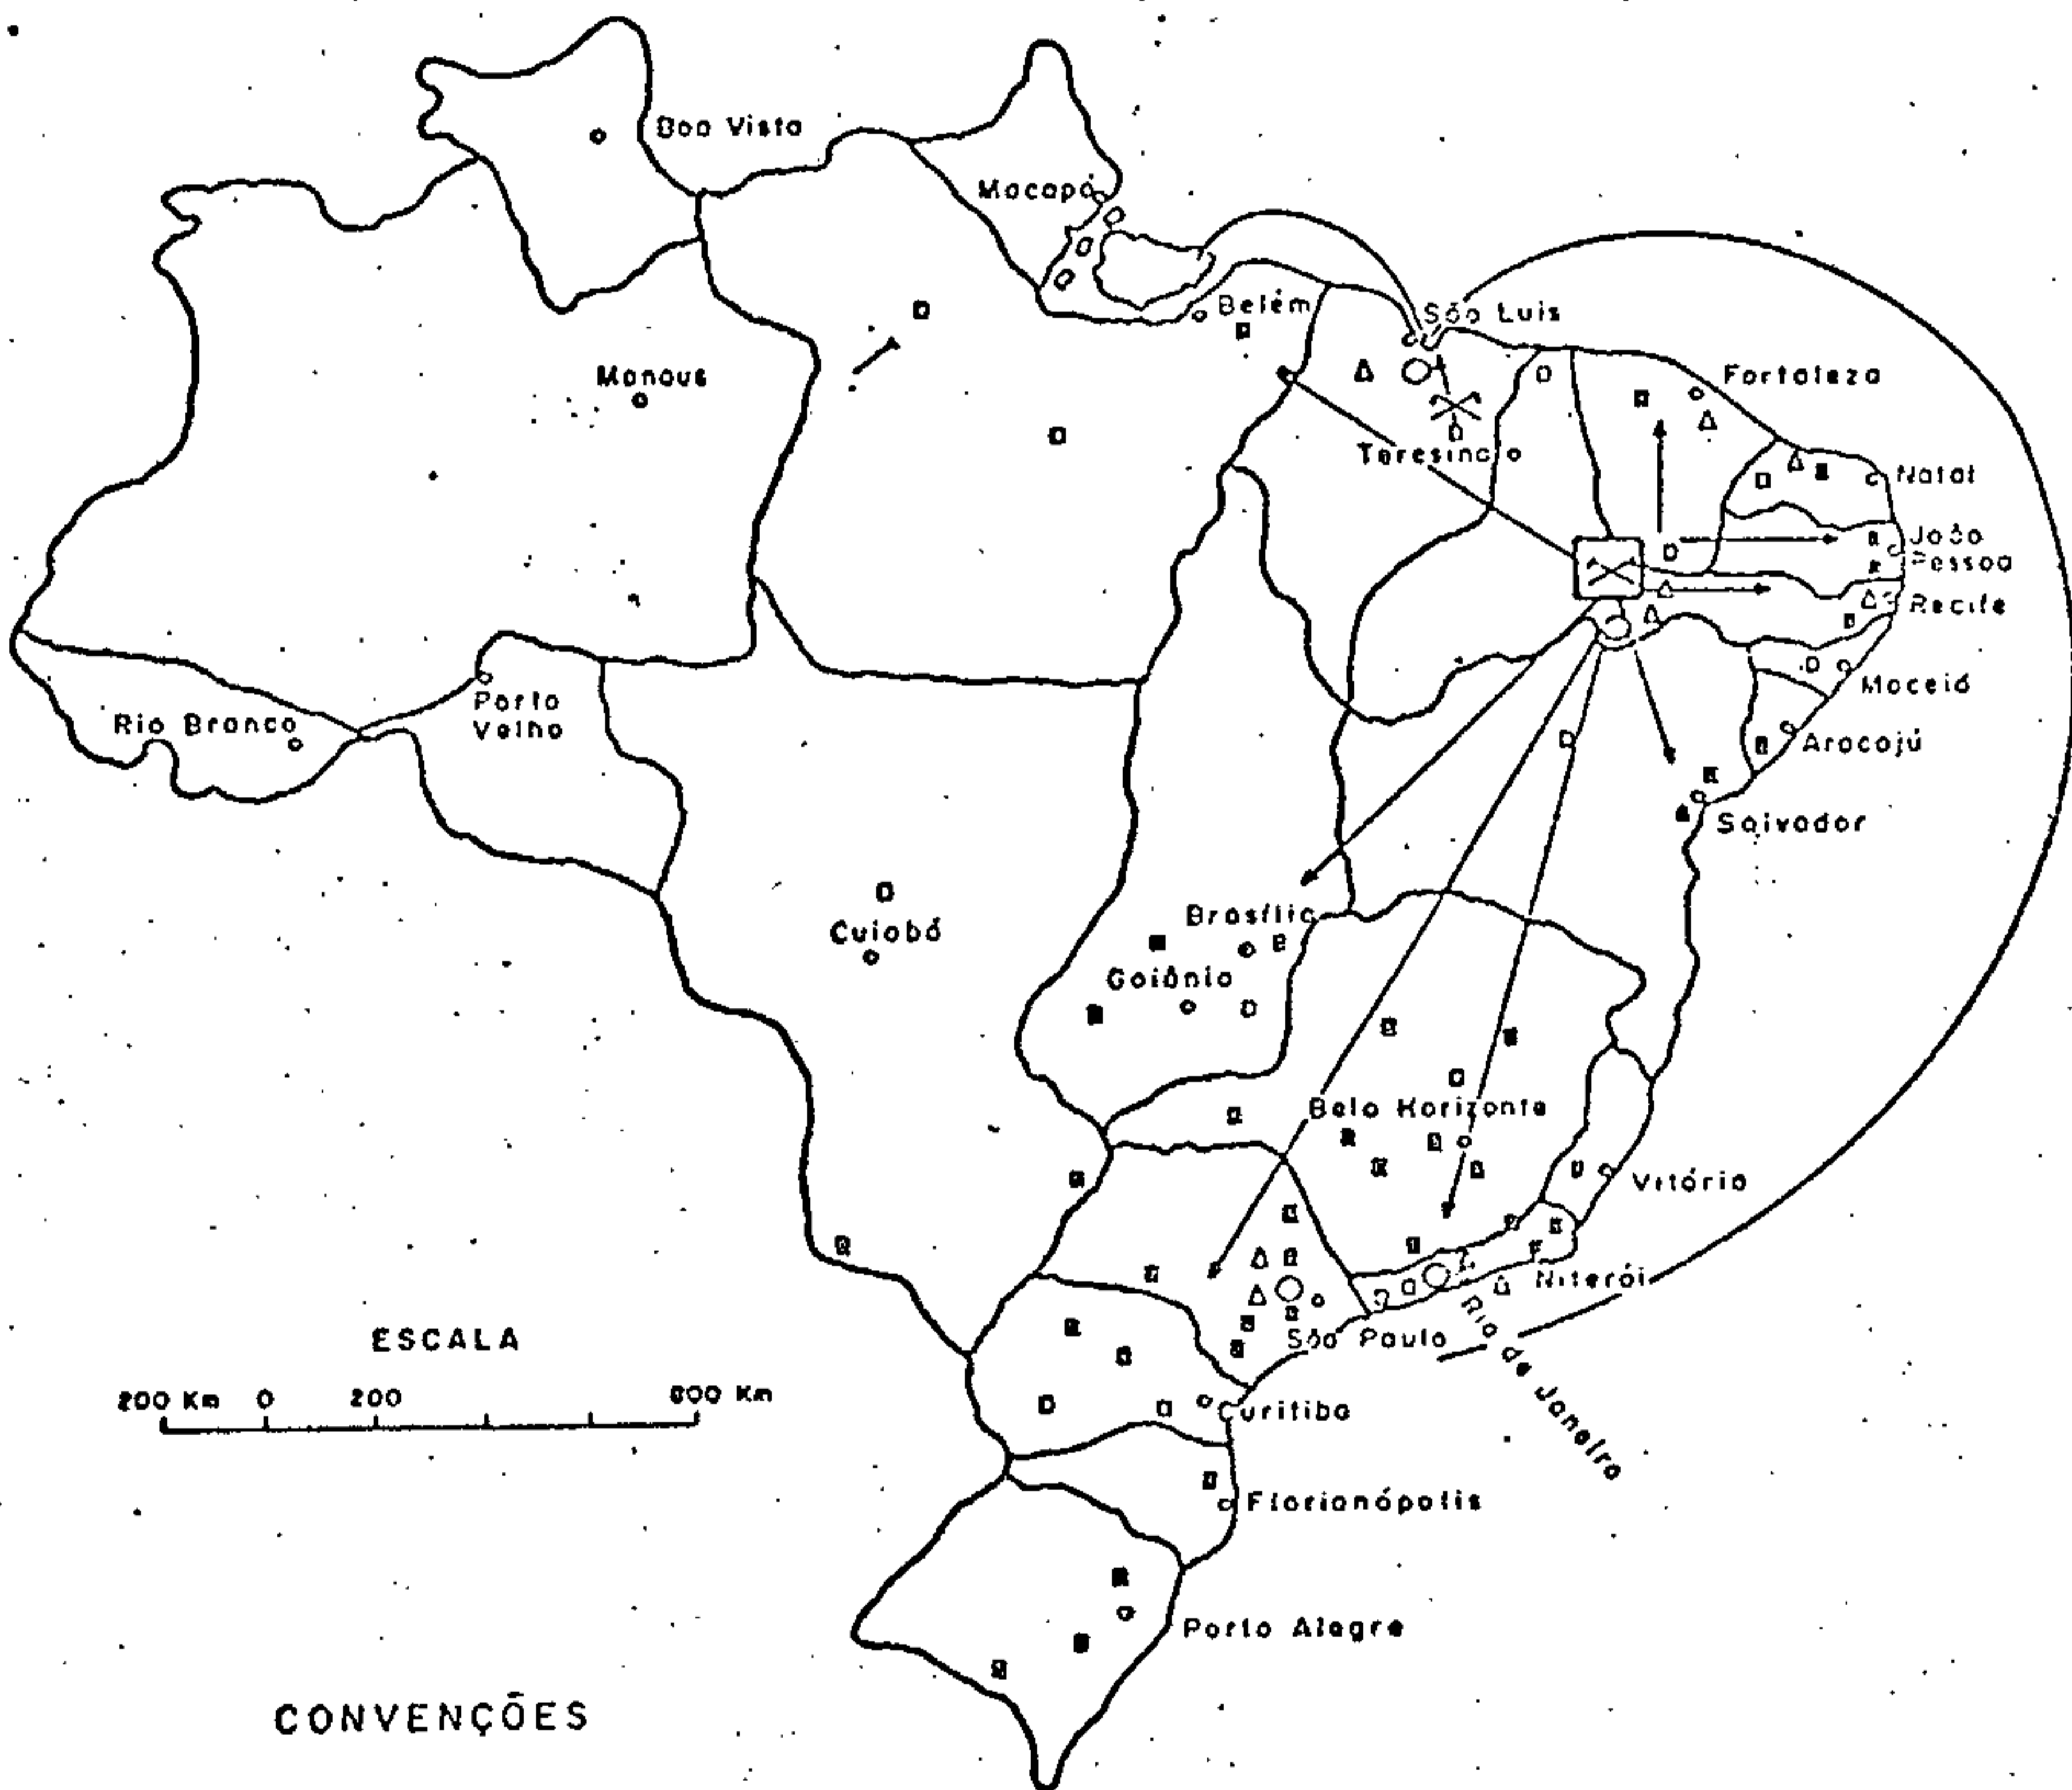 Boa Vista
Macapá
Belém
São Luis
Manaus
Fortaleza
Teresincio
Natal
João
Pessoa
Recife
Porto
Velho
Maceió
Rio Branco
Aracajú
Salvador
Brasília
Cuiabá
Goiânia
Belo Horizonte
Vitória
Niterói
ESCALA
São Paulo
Rio de Janeiro
200 Km 0 200 600 Km
Curitiba
Florianópolis
Porto Alegre
CONVENÇÕES